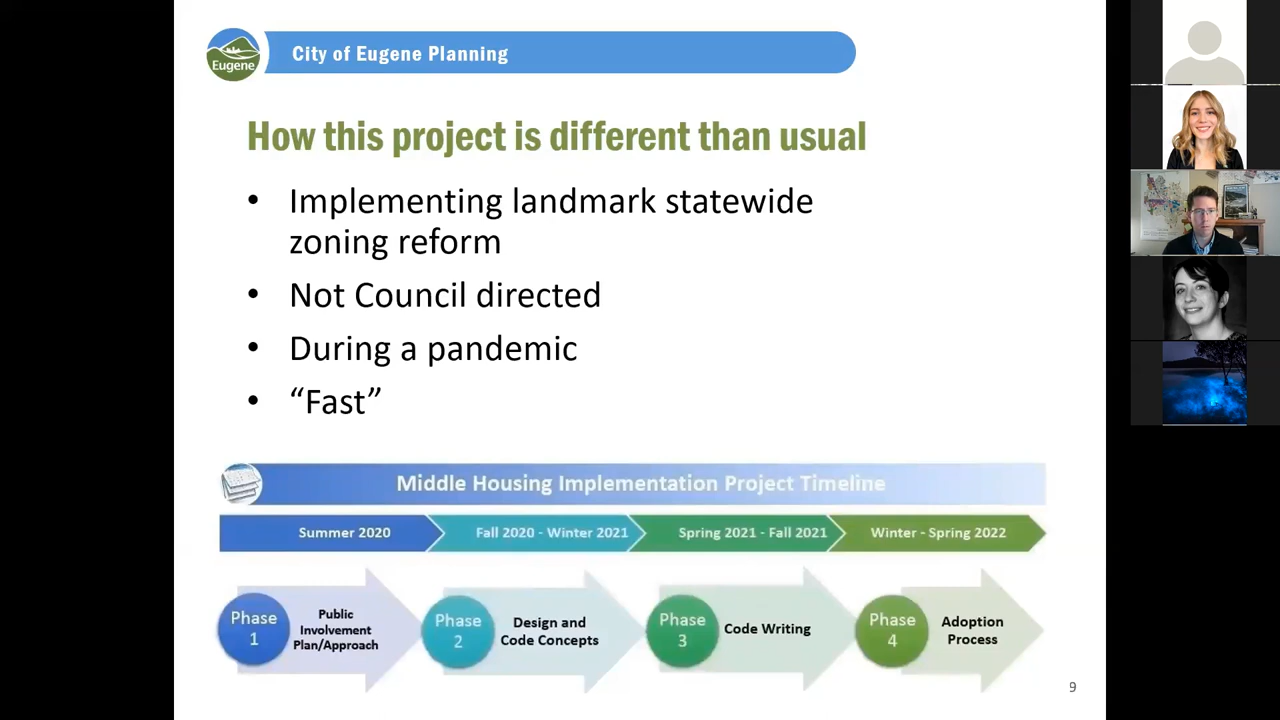 Eugene
City of Eugene Planning
How this project is different than usual
• Implementing landmark statewide
zoning reform
• Not Council directed
• During a pandemic
• “Fast”
Middle Housing Implementation Project Timeline
Summer 2020
Fall 2020 - Winter 2021
Spring 2021 - Fall 2021
Winter - Spring 2022
Phase
1
Public
Involvement
Plan/Approach
Phase
2
Design and
Code Concepts
Phase
3
Code Writing
Phase
4
Adoption
Process
9